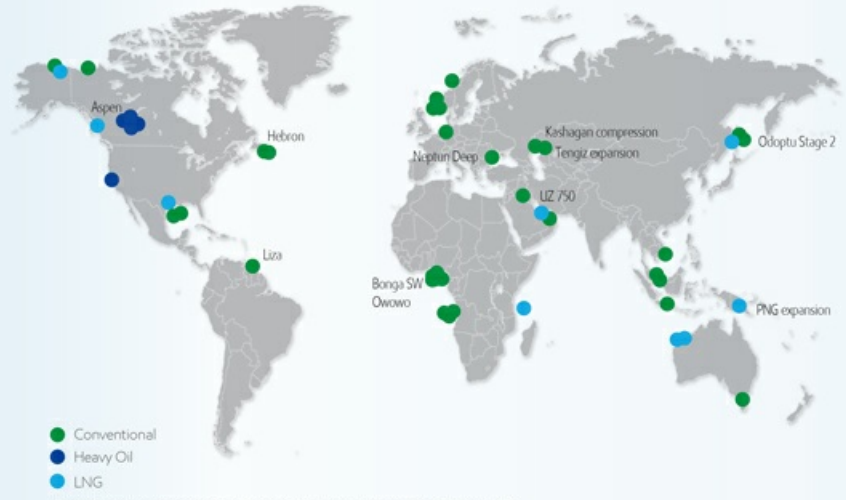 Aspen
Hebron
Kashagan compression
Neptun Deep
Tengiz expansion
Odoptu Stage 2
UZ 750
Liza
Bonga SW
Owowo
PNG expansion
Conventional
Heavy Oil
LNG